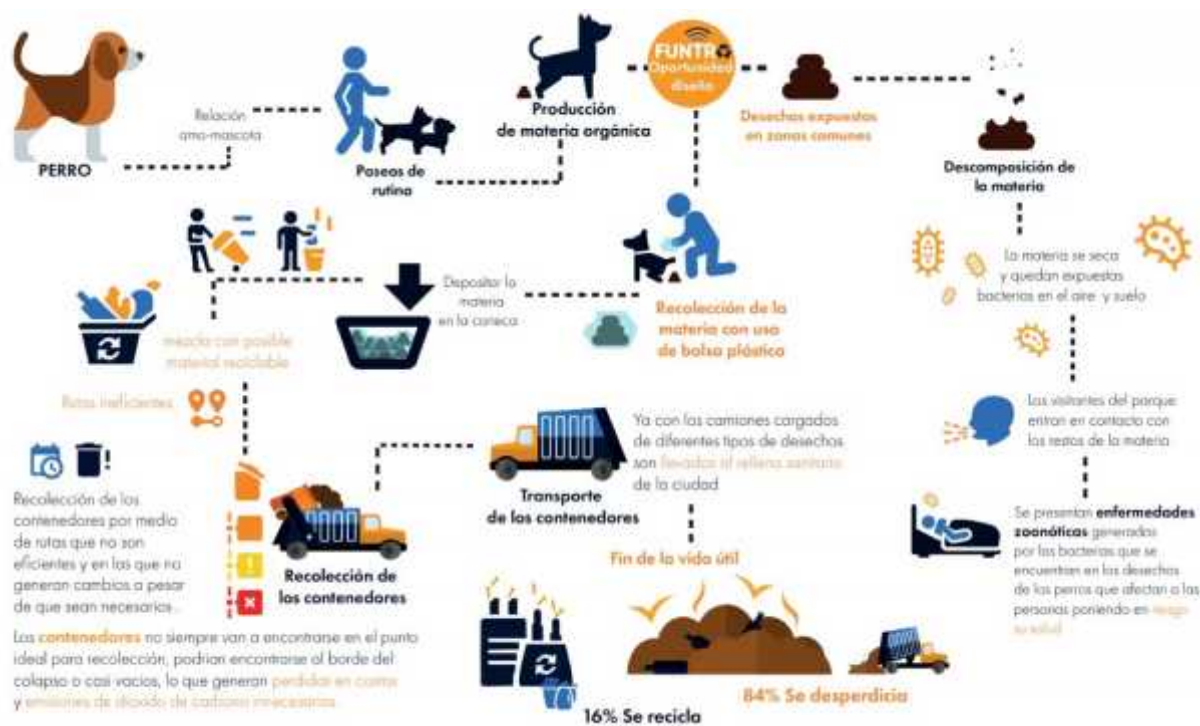 PERRO
Relación
amo-mascota
Paseos de
rutina
Producción
de materia orgánica
FUNTR
Oportunidad
diseño
Desechos expuestos
en zonas comunes
Descomposición de
la materia
La materia se seca
y quedan expuestas
bacterias en el aire y suelo
Los visitantes del parque
entran en contacto con
los restos de la materia
Se presentan enfermedades
zoonóticas generadas
por las bacterias que se
encuentran en los desechos
de los perros que afectan a las
personas poniendo en riesgo
su salud
Recolección de la
materia con uso
de bolsa plástica
Depositar la
materia
en la caneca
mezcla con posible
material reciclable
Rutas ineficientes
Recolección de los
contenedores por medio
de rutas que no son
eficientes y en las que no
generan cambios a pesar
de que sean necesarios
Los contenedores no siempre van a encontrarse en el punto
ideal para recolección, podrían encontrarse al borde del
colapso o casi vacíos, lo que generan perdidas en costos
y emisiones de dióxido de carbono innecesarias
Recolección de
los contenedores
Transporte
de los contenedores
Ya con los camiones cargados
de diferentes tipos de desechos
son llevados al relleno sanitario
de la ciudad
Fin de la vida útil
16% Se recicla
84% Se desperdicia